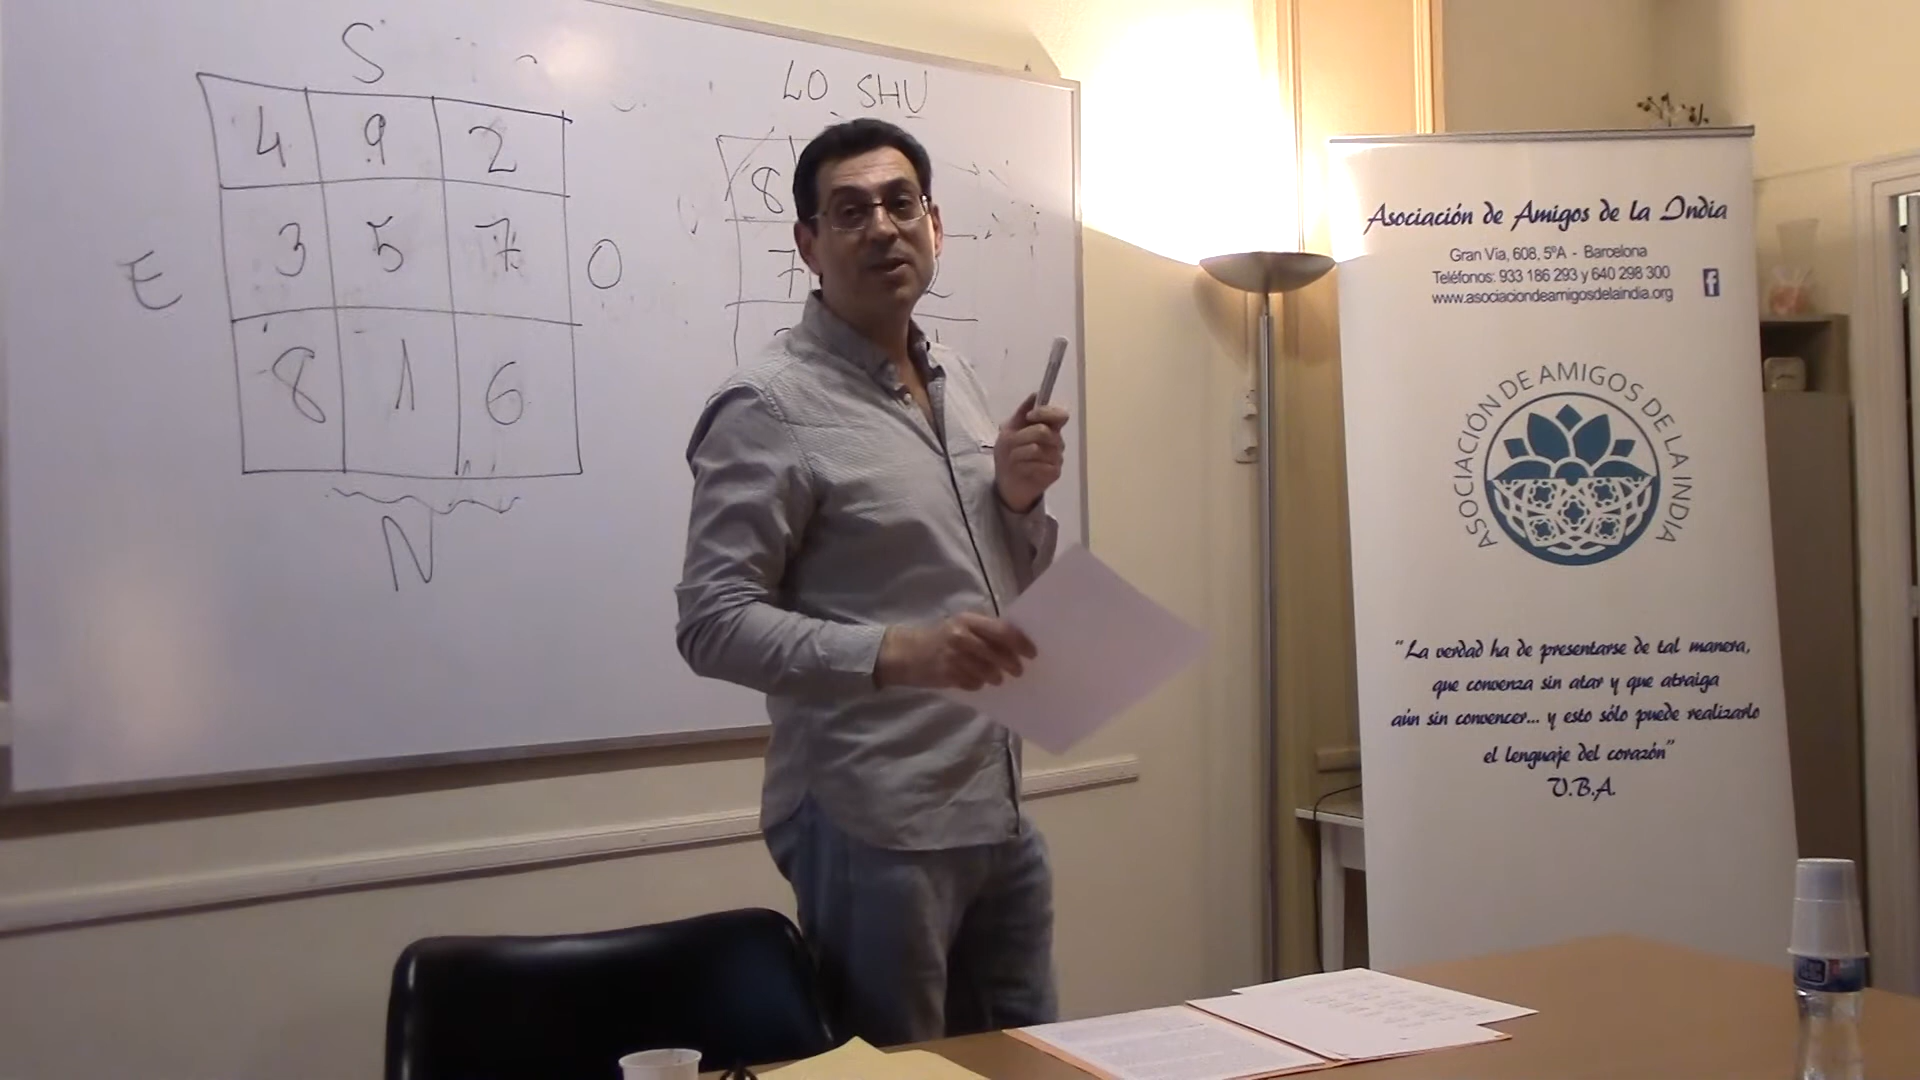 S
4 9 2
E 3 5 7 O
8 1 6
N
LO SHU
8
7
Asociación de Amigos de la India
Gran Vía, 608, 5ºA - Barcelona
Teléfonos: 933 186 293 y 640 298 300
www.asociaciondeamigosdelaindia.org
f
ASOCIACIÓN DE AMIGOS DE LA INDIA
"La verdad ha de presentarse de tal manera,
que convenza sin atar y que atraiga
aún sin convencer... y esto sólo puede realizarlo
el lenguaje del corazón"
V.B.A.